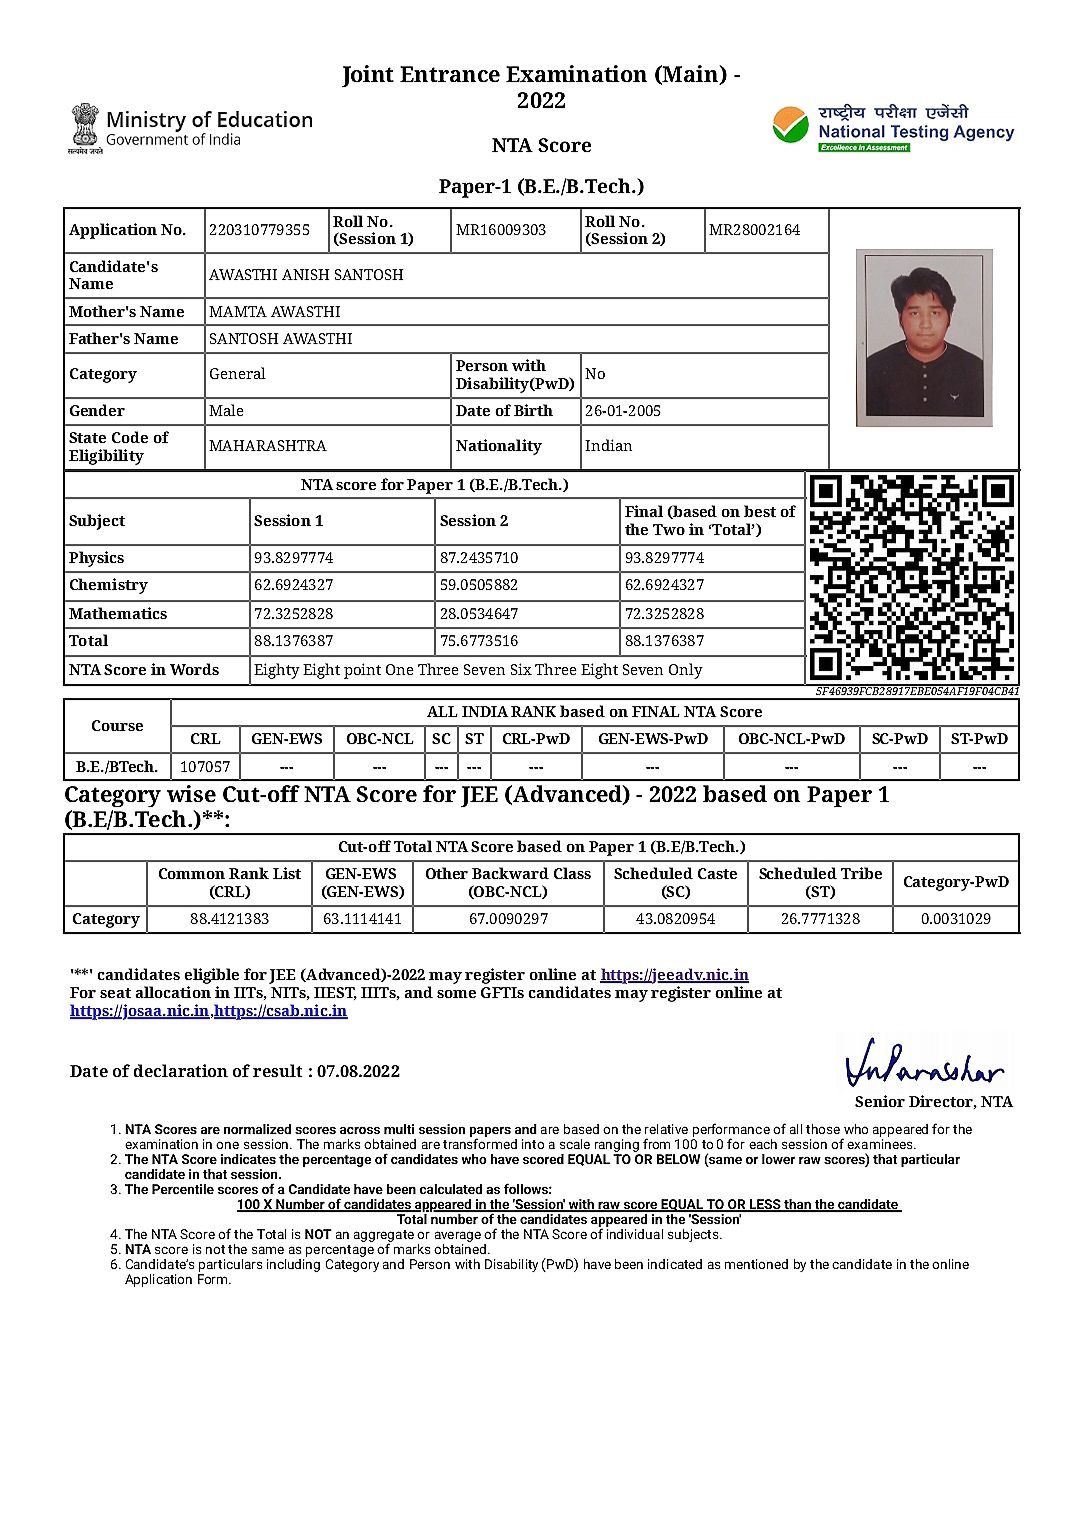 Joint Entrance Examination (Main) -
2022
Ministry of Education
Government of India
सत्यमेव जयते
राष्ट्रीय परीक्षा एजेंसी
National Testing Agency
Excellence in Assessment
NTA Score
Paper-1 (B.E./B.Tech.)
Application No. 220310779355 Roll No. (Session 1) MR16009303 Roll No. (Session 2) MR28002164
Candidate's Name AWASTHI ANISH SANTOSH
Mother's Name MAMTA AWASTHI
Father's Name SANTOSH AWASTHI
Category General Person with Disability(PwD) No
Gender Male Date of Birth 26-01-2005
State Code of Eligibility MAHARASHTRA Nationality Indian
NTA score for Paper 1 (B.E./B.Tech.)
Subject Session 1 Session 2 Final (based on best of the Two in ‘Total’)
Physics 93.8297774 87.2435710 93.8297774
Chemistry 62.6924327 59.0505882 62.6924327
Mathematics 72.3252828 28.0534647 72.3252828
Total 88.1376387 75.6773516 88.1376387
NTA Score in Words Eighty Eight point One Three Seven Six Three Eight Seven Only
5F46939FCB28917EBE054AF19F04CB41
Course ALL INDIA RANK based on FINAL NTA Score
CRL GEN-EWS OBC-NCL SC ST CRL-PwD GEN-EWS-PwD OBC-NCL-PwD SC-PwD ST-PwD
B.E./BTech. 107057 --- --- --- --- --- --- --- --- ---
Category wise Cut-off NTA Score for JEE (Advanced) - 2022 based on Paper 1
(B.E/B.Tech.)**:
Cut-off Total NTA Score based on Paper 1 (B.E/B.Tech.)
Common Rank List (CRL) GEN-EWS (GEN-EWS) Other Backward Class (OBC-NCL) Scheduled Caste (SC) Scheduled Tribe (ST) Category-PwD
Category 88.4121383 63.1114141 67.0090297 43.0820954 26.7771328 0.0031029
'**' candidates eligible for JEE (Advanced)-2022 may register online at https://jeeadv.nic.in
For seat allocation in IITs, NITs, IIEST, IIITs, and some GFTIs candidates may register online at
https://josaa.nic.in,https://csab.nic.in
Date of declaration of result : 07.08.2022
Senior Director, NTA
1. NTA Scores are normalized scores across multi session papers and are based on the relative performance of all those who appeared for the
examination in one session. The marks obtained are transformed into a scale ranging from 100 to 0 for each session of examinees.
2. The NTA Score indicates the percentage of candidates who have scored EQUAL TO OR BELOW (same or lower raw scores) that particular
candidate in that session.
3. The Percentile scores of a Candidate have been calculated as follows:
100 X Number of candidates appeared in the 'Session' with raw score EQUAL TO OR LESS than the candidate
Total number of the candidates appeared in the 'Session'
4. The NTA Score of the Total is NOT an aggregate or average of the NTA Score of individual subjects.
5. NTA score is not the same as percentage of marks obtained.
6. Candidate's particulars including Category and Person with Disability (PwD) have been indicated as mentioned by the candidate in the online
Application Form.